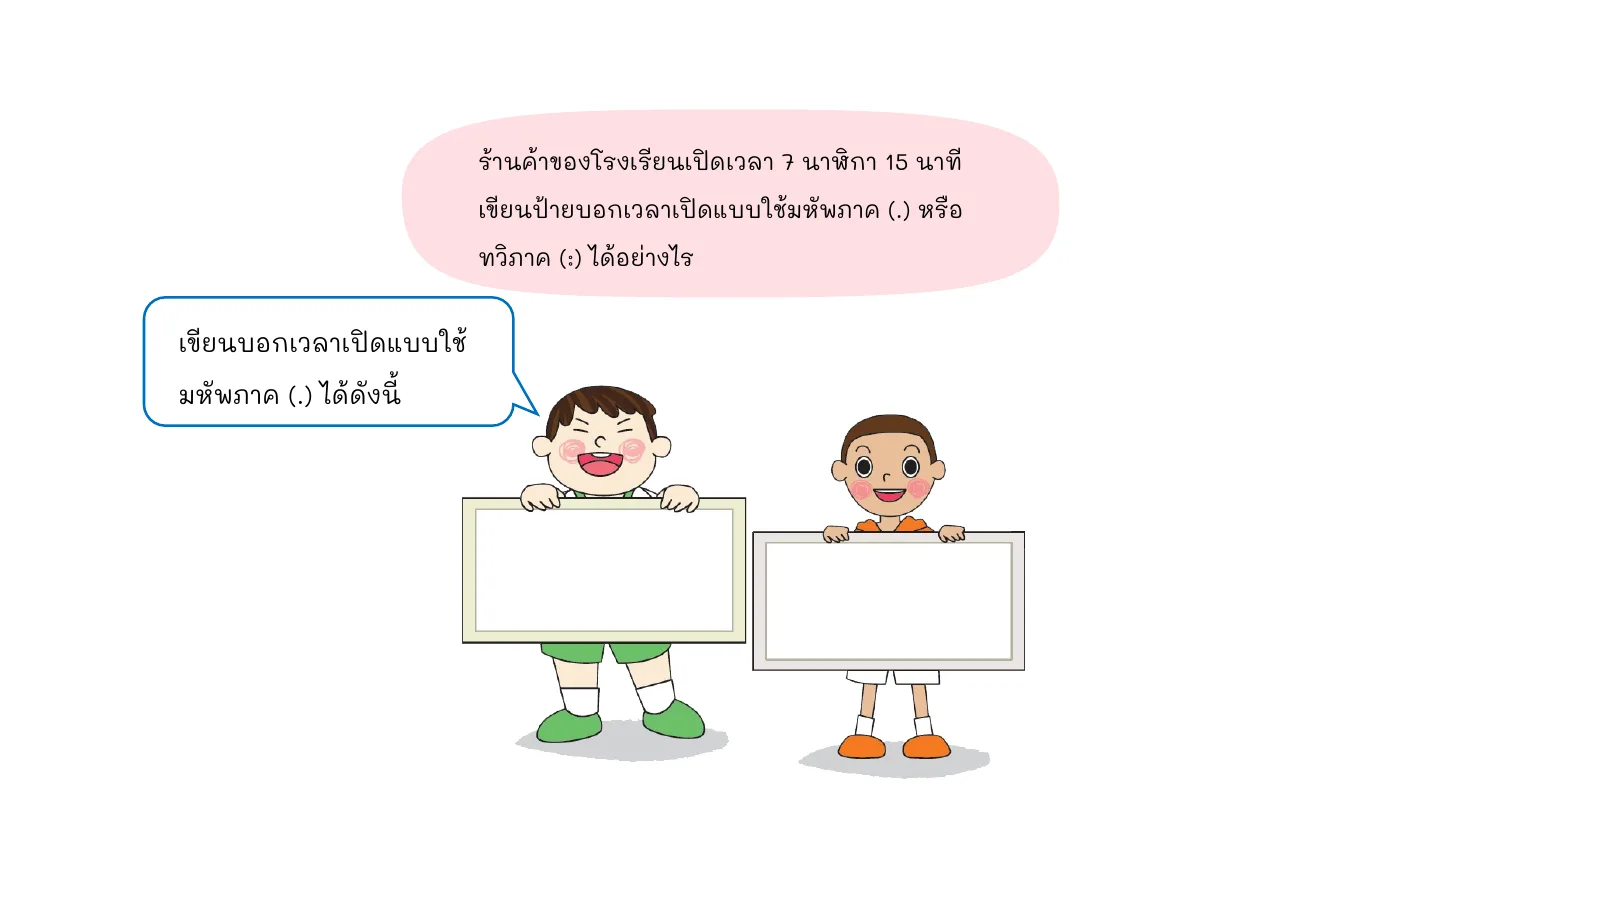 ร้านค้าของโรงเรียนเปิดเวลา 7 นาฬิกา 15 นาที
เขียนป้ายบอกเวลาเปิดแบบใช้มหัพภาค (.) หรือ
ทวิภาค (:) ได้อย่างไร
เขียนบอกเวลาเปิดแบบใช้
มหัพภาค (.) ได้ดังนี้